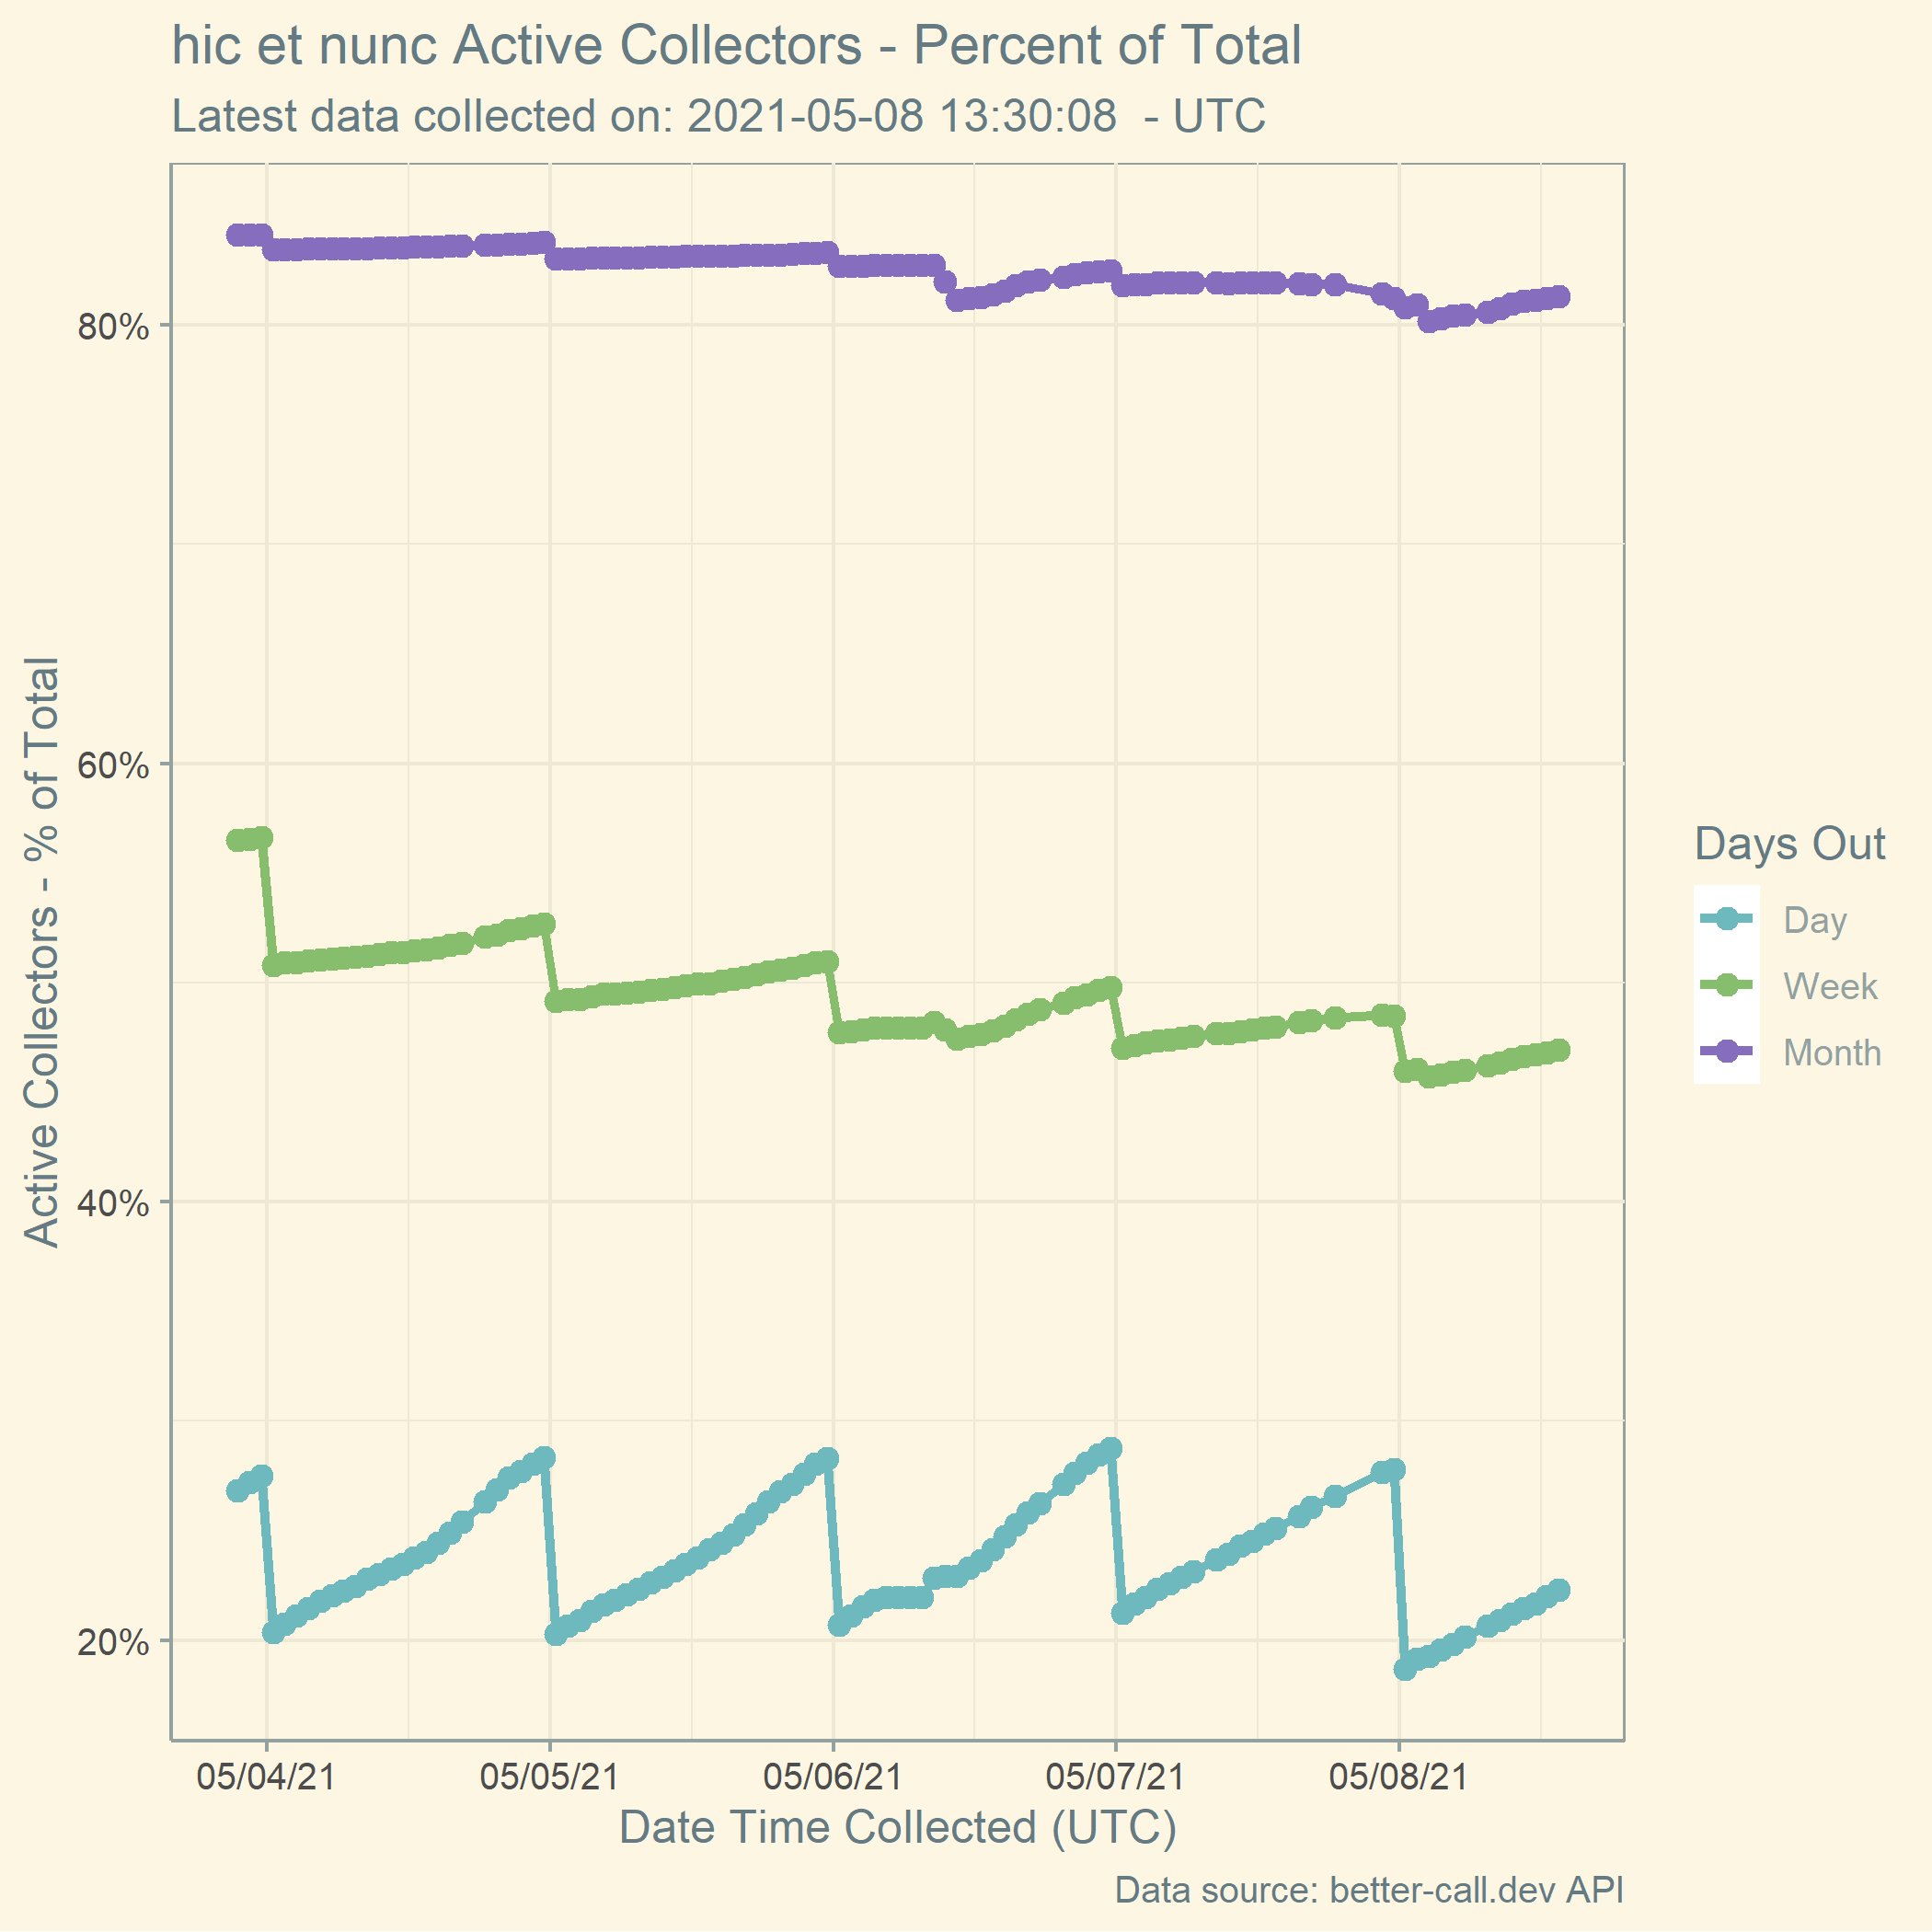 hic et nunc Active Collectors - Percent of Total
Latest data collected on: 2021-05-08 13:30:08  - UTC
Active Collectors - % of Total
80%
60%
40%
20%
05/04/21
05/05/21
05/06/21
05/07/21
05/08/21
Date Time Collected (UTC)
Days Out
Day
Week
Month
Data source: better-call.dev API